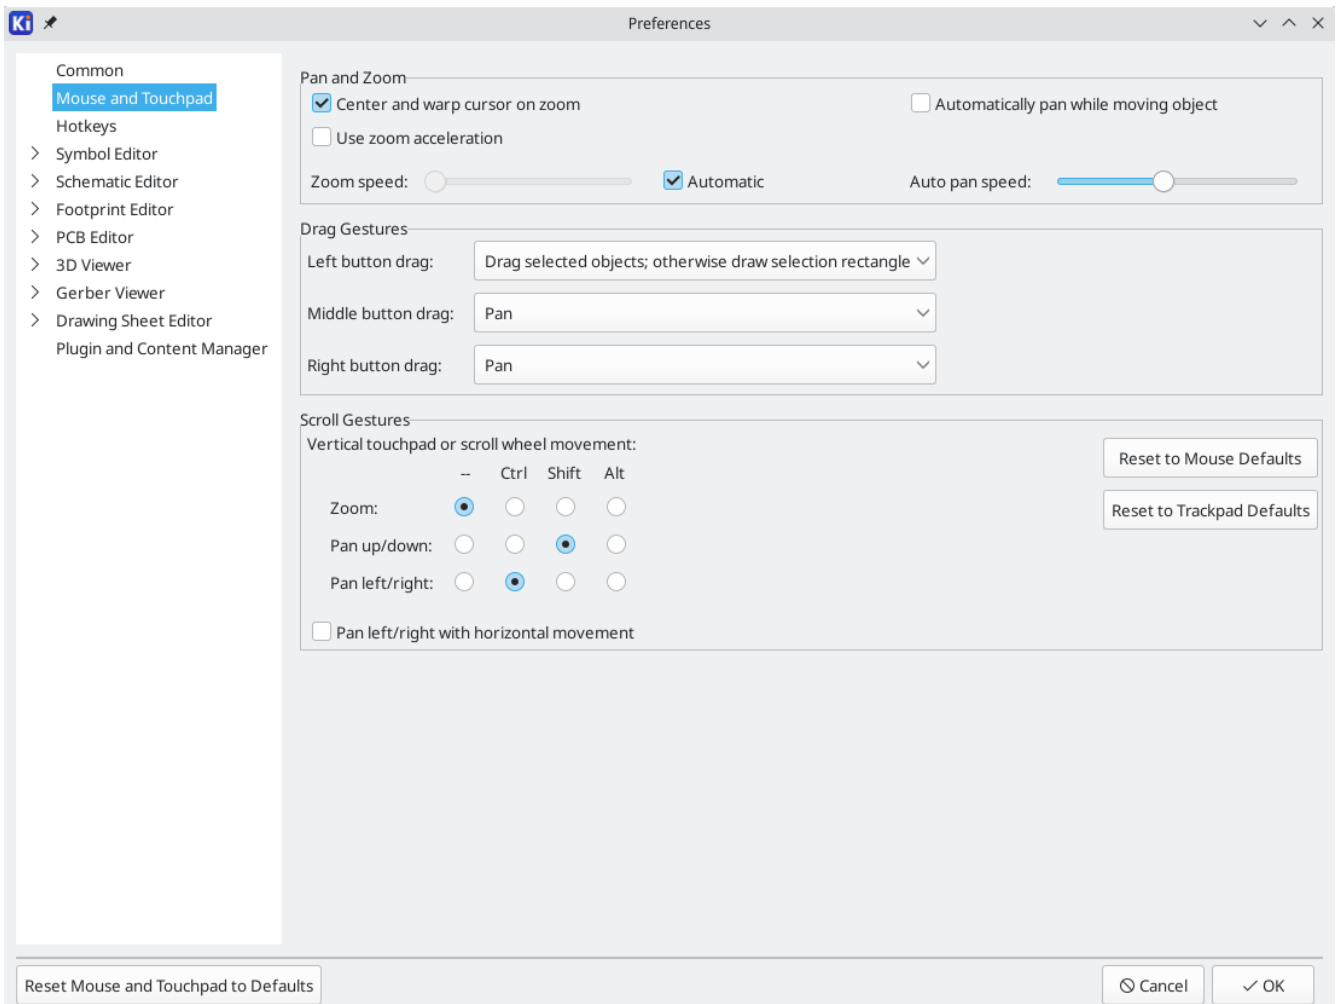 Ki
Preferences
Common
Mouse and Touchpad
Hotkeys
Symbol Editor
Schematic Editor
Footprint Editor
PCB Editor
3D Viewer
Gerber Viewer
Drawing Sheet Editor
Plugin and Content Manager
Pan and Zoom
Center and warp cursor on zoom
Automatically pan while moving object
Use zoom acceleration
Zoom speed:
Automatic
Auto pan speed:
Drag Gestures
Left button drag:
Drag selected objects; otherwise draw selection rectangle
Middle button drag:
Pan
Right button drag:
Pan
Scroll Gestures
Vertical touchpad or scroll wheel movement:
-- Ctrl Shift Alt
Zoom:
Pan up/down:
Pan left/right:
Pan left/right with horizontal movement
Reset to Mouse Defaults
Reset to Trackpad Defaults
Reset Mouse and Touchpad to Defaults
Cancel
OK